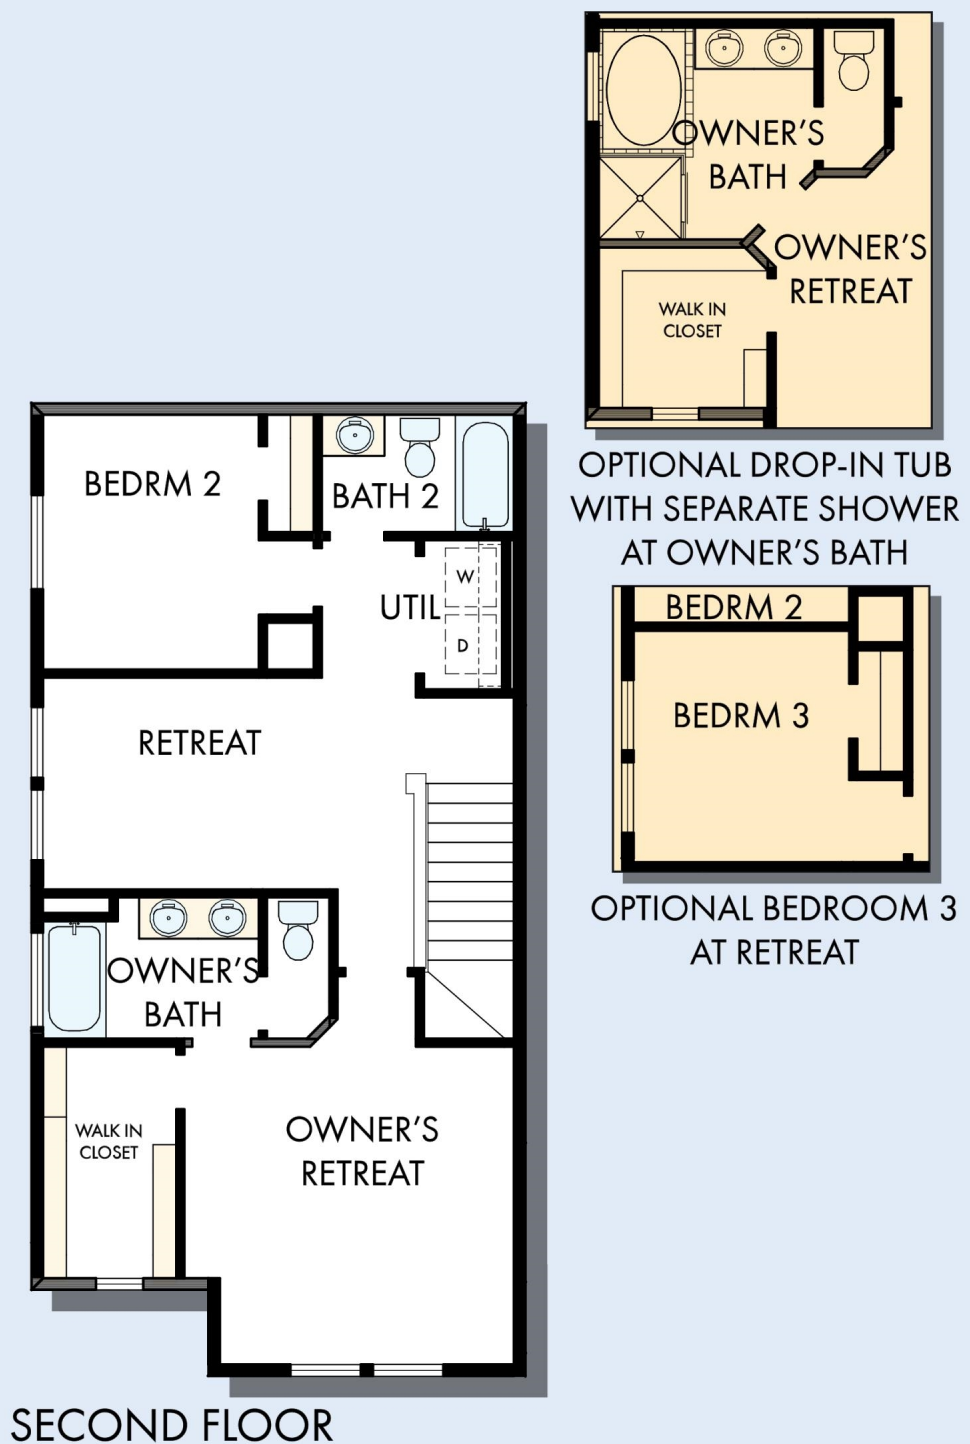 OWNER'S
BATH
OWNER'S
RETREAT
WALK IN
CLOSET
OPTIONAL DROP-IN TUB
WITH SEPARATE SHOWER
AT OWNER'S BATH
BEDRM 2
BATH 2
W
UTIL
D
RETREAT
BEDRM 2
BEDRM 3
OPTIONAL BEDROOM 3
AT RETREAT
OWNER'S
BATH
WALK IN
CLOSET
OWNER'S
RETREAT
SECOND FLOOR